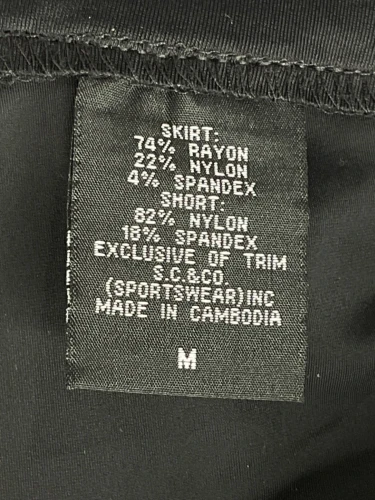 SKIRT:
74% RAYON
22% NYLON
4% SPANDEX
SHORT:
82% NYLON
18% SPANDEX
EXCLUSIVE OF TRIM
S.C.&CO.
(SPORTSWEAR)INC
MADE IN CAMBODIA
M